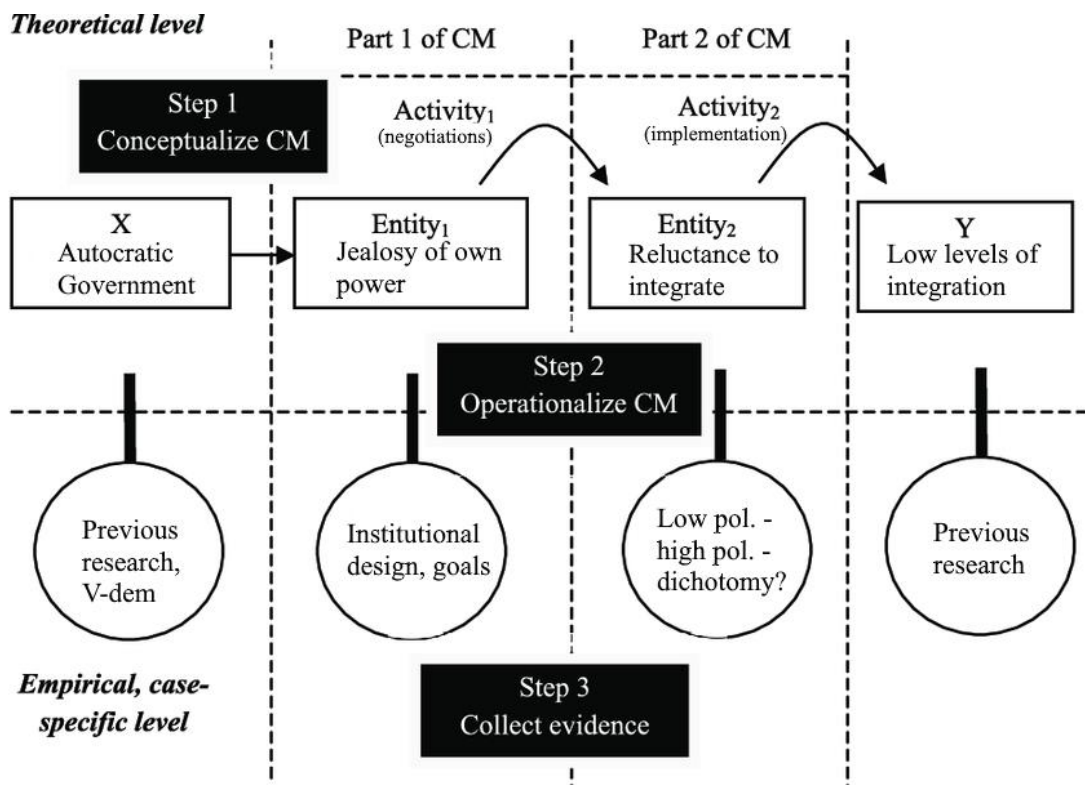 Theoretical level
Part 1 of CM
Part 2 of CM
Step 1
Conceptualize CM
Activity₁
(negotiations)
Activity₂
(implementation)
X
Autocratic
Government
Entity₁
Jealosy of own
power
Entity₂
Reluctance to
integrate
Y
Low levels of
integration
Step 2
Operationalize CM
Previous
research,
V-dem
Institutional
design, goals
Low pol. -
high pol. -
dichotomy?
Previous
research
Empirical, case-
specific level
Step 3
Collect evidence